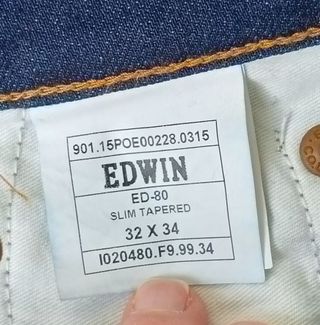 901.15POE00228.0315
EDWIN
ED-80
SLIM TAPERED
32 X 34
I020480.F9.99.34